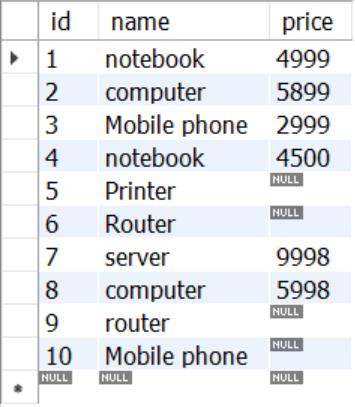 id name price
1 notebook 4999
2 computer 5899
3 Mobile phone 2999
4 notebook 4500
5 Printer NULL
6 Router NULL
7 server 9998
8 computer 5998
9 router NULL
10 Mobile phone NULL
NULL NULL NULL